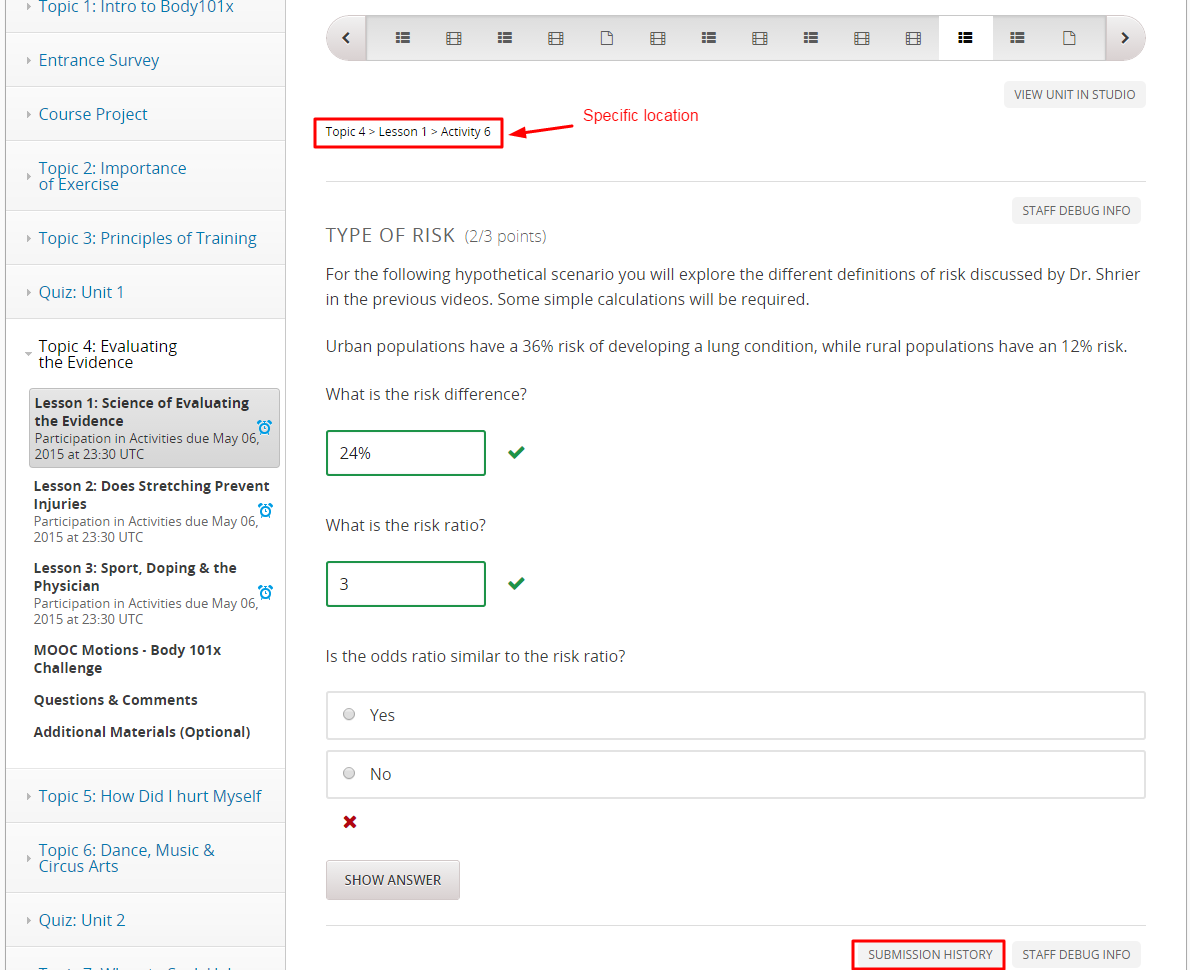 Topic 1: Intro to Body101x
Entrance Survey
Course Project
Topic 2: Importance
of Exercise
Topic 3: Principles of Training
Quiz: Unit 1
Topic 4: Evaluating
the Evidence
Lesson 1: Science of Evaluating
the Evidence
Participation in Activities due May 06,
2015 at 23:30 UTC
Lesson 2: Does Stretching Prevent
Injuries
Participation in Activities due May 06,
2015 at 23:30 UTC
Lesson 3: Sport, Doping & the
Physician
Participation in Activities due May 06,
2015 at 23:30 UTC
MOOC Motions - Body 101x
Challenge
Questions & Comments
Additional Materials (Optional)
Topic 5: How Did I hurt Myself
Topic 6: Dance, Music &
Circus Arts
Quiz: Unit 2
VIEW UNIT IN STUDIO
Specific location
Topic 4 > Lesson 1 > Activity 6
STAFF DEBUG INFO
TYPE OF RISK (2/3 points)
For the following hypothetical scenario you will explore the different definitions of risk discussed by Dr. Shrier
in the previous videos. Some simple calculations will be required.
Urban populations have a 36% risk of developing a lung condition, while rural populations have an 12% risk.
What is the risk difference?
24%
What is the risk ratio?
3
Is the odds ratio similar to the risk ratio?
Yes
No
SHOW ANSWER
SUBMISSION HISTORY
STAFF DEBUG INFO